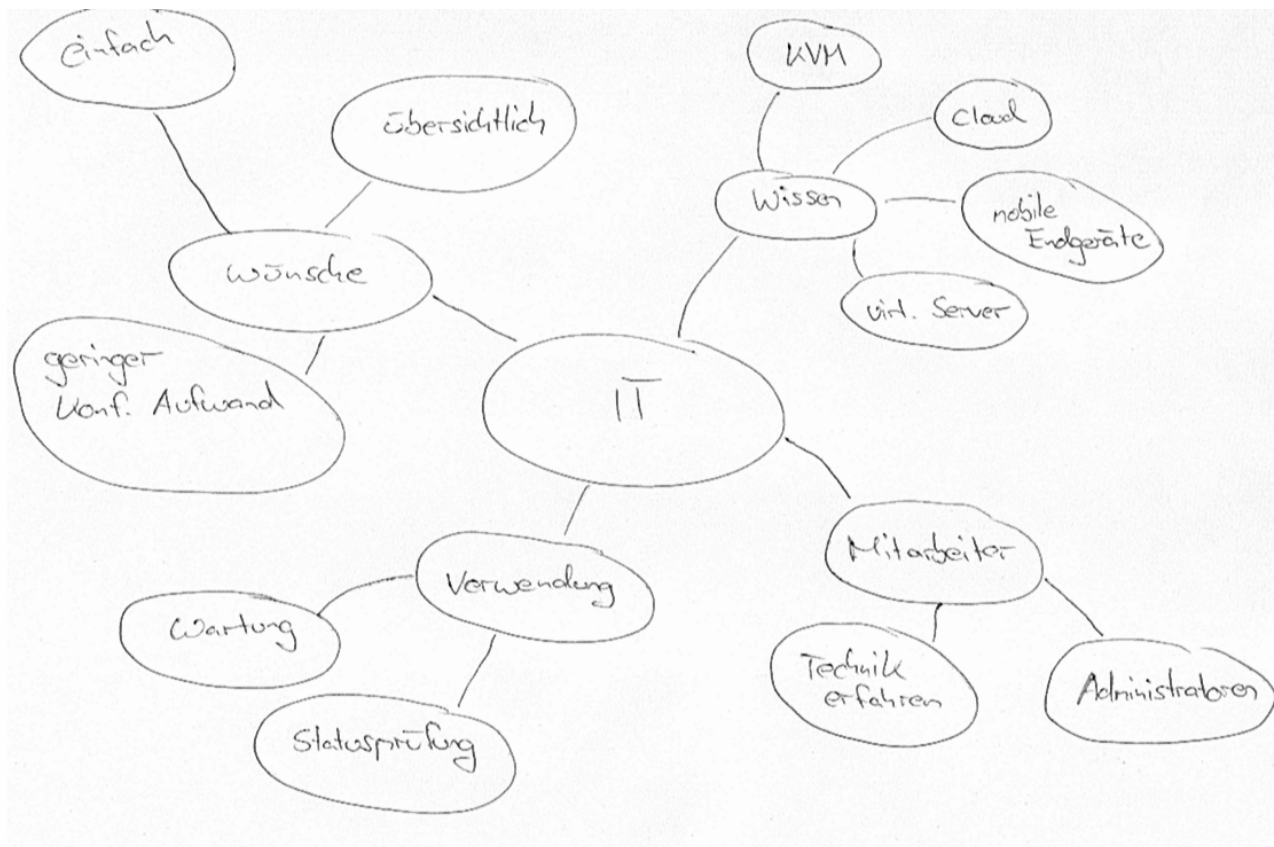 einfach
übersichtlich
Wünsche
geringer
Konf. Aufwand
KVM
Cloud
Wissen
mobile
Endgeräte
virt. Server
IT
Verwendung
Wartung
Statusprüfung
Mitarbeiter
Technik
erfahren
Administratoren